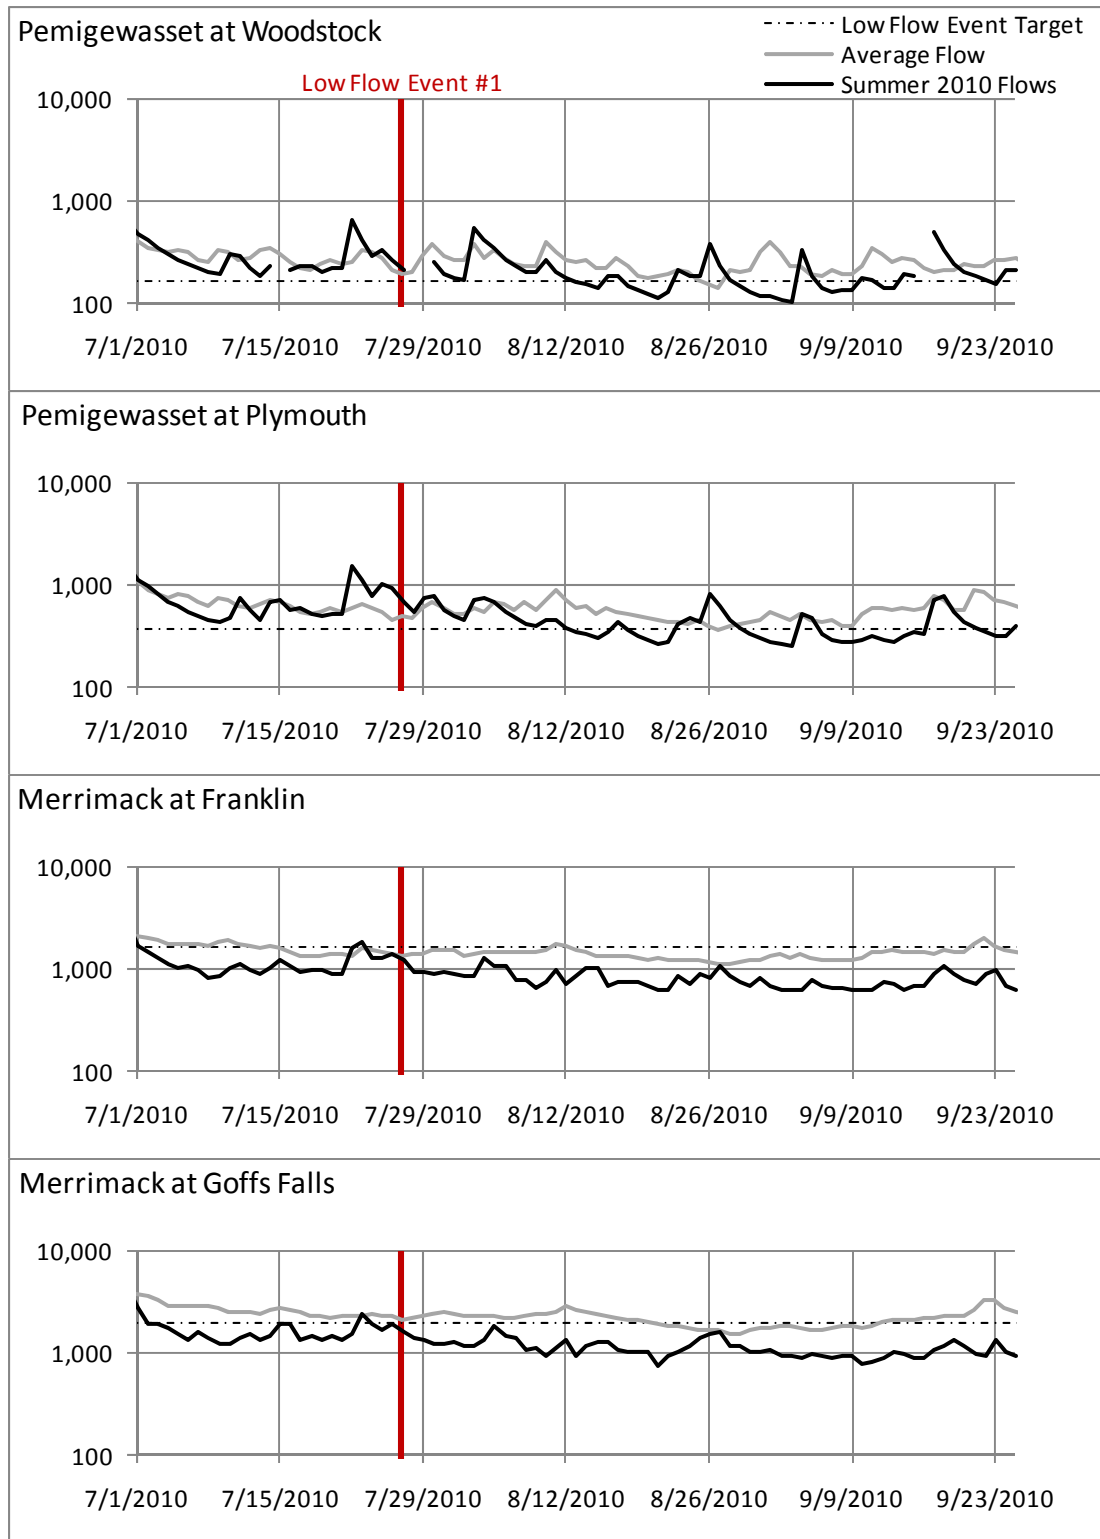 Pemigewasset at Woodstock
Low Flow Event Target
Average Flow
Summer 2010 Flows
Low Flow Event #1
10,000
1,000
100
7/1/2010 7/15/2010 7/29/2010 8/12/2010 8/26/2010 9/9/2010 9/23/2010
Pemigewasset at Plymouth
10,000
1,000
100
7/1/2010 7/15/2010 7/29/2010 8/12/2010 8/26/2010 9/9/2010 9/23/2010
Merrimack at Franklin
10,000
1,000
100
7/1/2010 7/15/2010 7/29/2010 8/12/2010 8/26/2010 9/9/2010 9/23/2010
Merrimack at Goffs Falls
10,000
1,000
100
7/1/2010 7/15/2010 7/29/2010 8/12/2010 8/26/2010 9/9/2010 9/23/2010